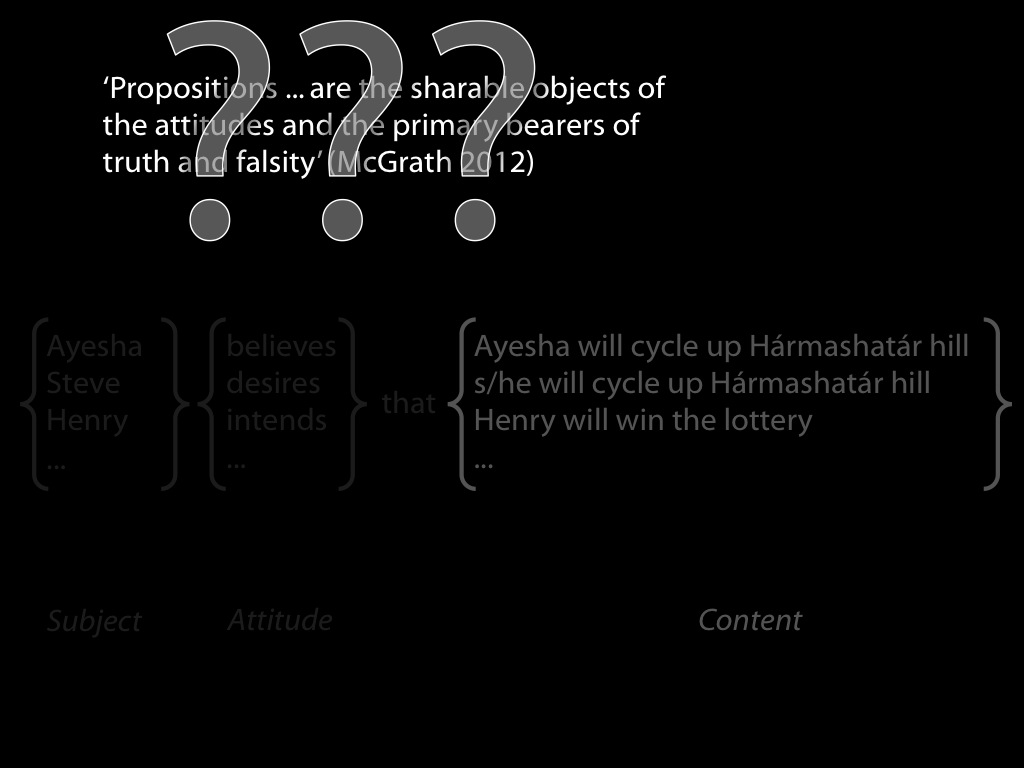 ???
‘Propositions ... are the sharable objects of
the attitudes and the primary bearers of
truth and falsity’ (McGrath 2012)
Ayesha
Steve
Henry
...
believes
desires
intends
...
that
Ayesha will cycle up Hármashatár hill
s/he will cycle up Hármashatár hill
Henry will win the lottery
...
Subject
Attitude
Content